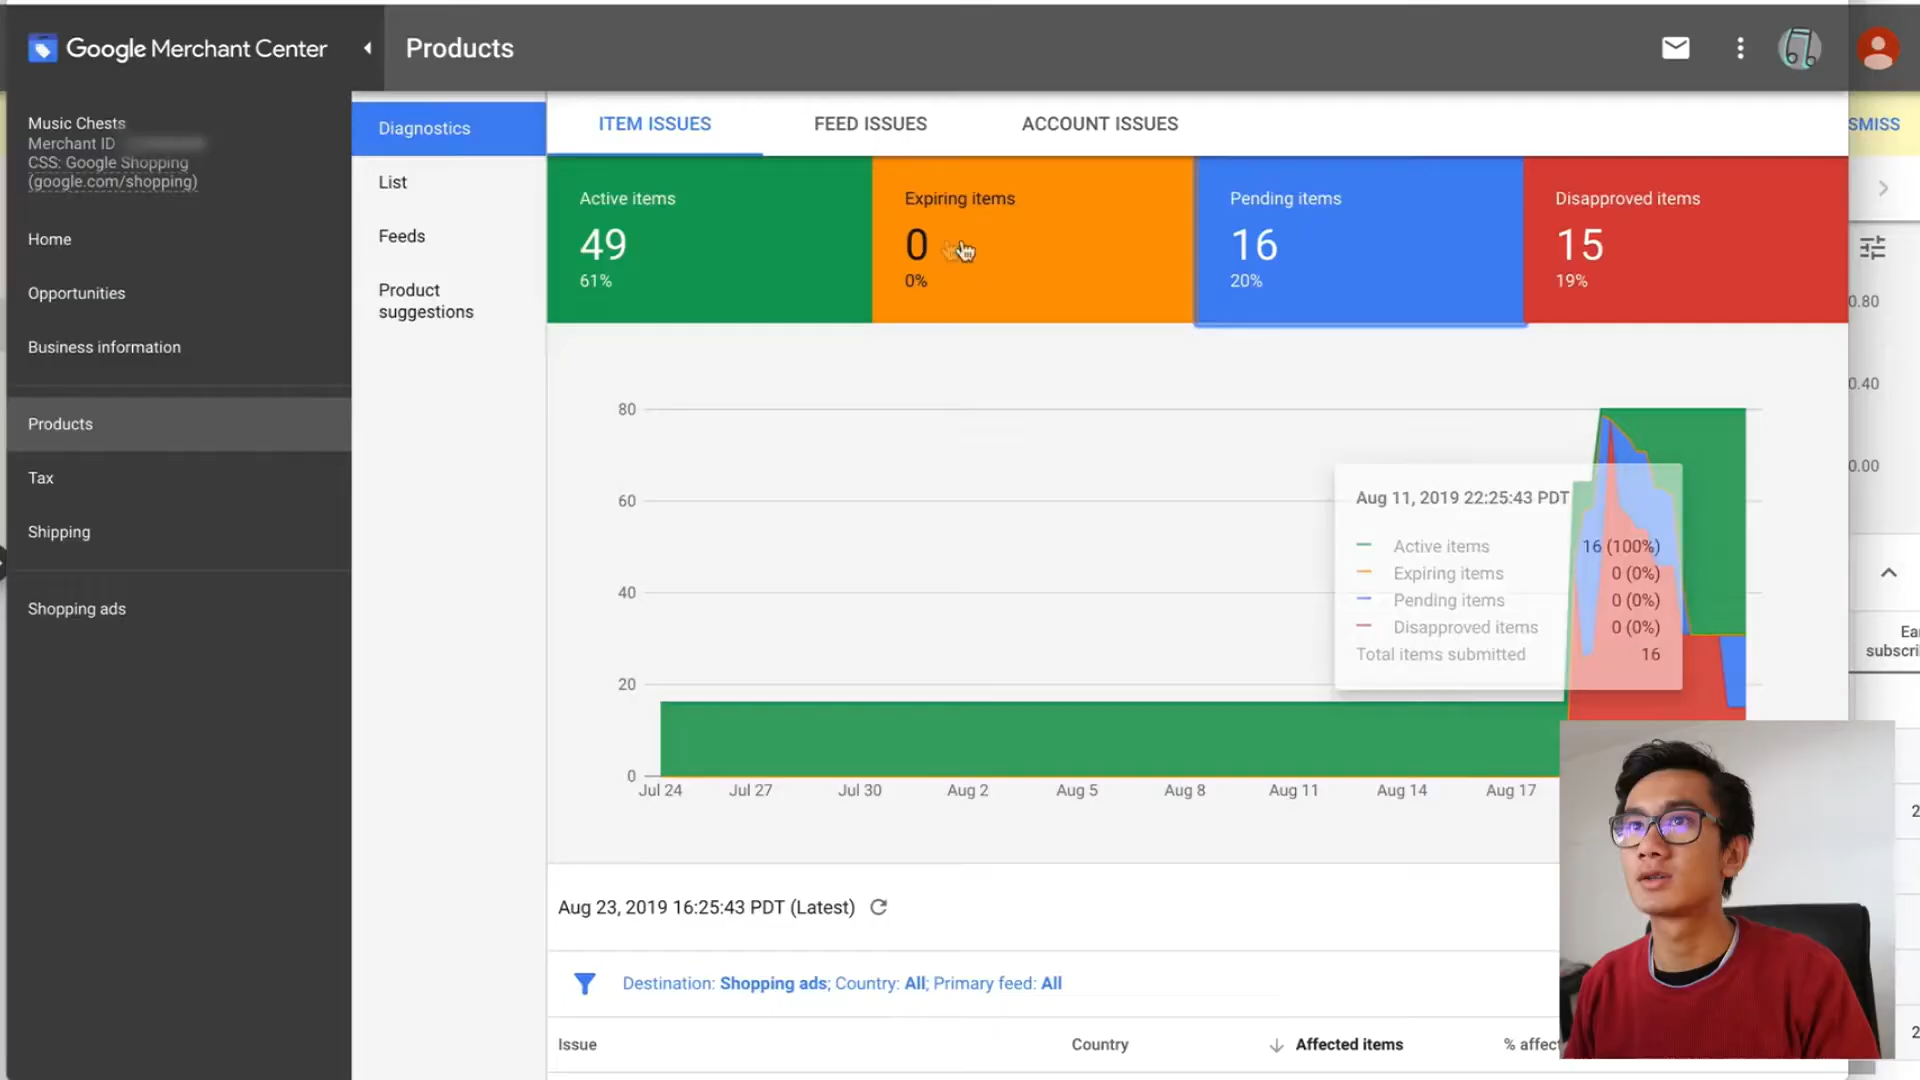 Google Merchant Center
Products
Music Chests
Merchant ID
CSS: Google Shopping
(google.com/shopping)
Home
Opportunities
Business information
Products
Tax
Shipping
Shopping ads
Diagnostics
List
Feeds
Product
suggestions
ITEM ISSUES
FEED ISSUES
ACCOUNT ISSUES
SMISS
Active items
49
61%
Expiring items
0
0%
Pending items
16
20%
Disapproved items
15
19%
80
60
40
20
0
Jul 24
Jul 27
Jul 30
Aug 2
Aug 5
Aug 8
Aug 11
Aug 14
Aug 17
Aug 11, 2019 22:25:43 PDT
Active items 16 (100%)
Expiring items 0 (0%)
Pending items 0 (0%)
Disapproved items 0 (0%)
Total items submitted 16
0.80
0.40
0.00
Ea
subscri
2
2
Aug 23, 2019 16:25:43 PDT (Latest)
Destination: Shopping ads; Country: All; Primary feed: All
Issue
Country
Affected items
% affec